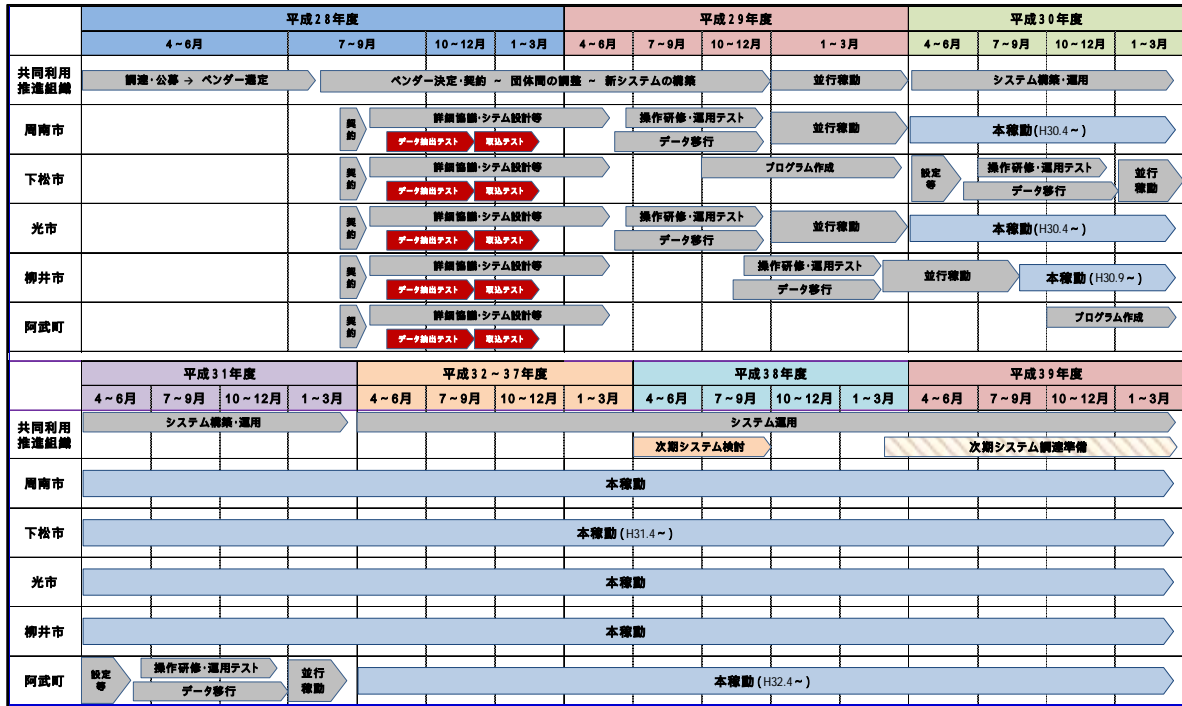 平成28年度 平成29年度 平成30年度
4～6月 7～9月 10～12月 1～3月 4～6月 7～9月 10～12月 1～3月 4～6月 7～9月 10～12月 1～3月
共同利用
推進組織
調達・公募 → ベンダー選定 ベンダー決定・契約 ～ 団体間の調整 ～ 新システムの構築 並行稼動 システム構築・運用
周南市
契約
詳細協議・シテム設計等 操作研修・運用テスト
データ抽出テスト 取込テスト データ移行
並行稼動 本稼動(H30.4～)
下松市
契約
詳細協議・シテム設計等 プログラム作成
データ抽出テスト 取込テスト
設定等
操作研修・運用テスト
データ移行
並行
稼動
光市
契約
詳細協議・シテム設計等 操作研修・運用テスト
データ抽出テスト 取込テスト データ移行
並行稼動 本稼動(H30.4～)
柳井市
契約
詳細協議・シテム設計等 操作研修・運用テスト
データ抽出テスト 取込テスト データ移行
並行稼動 本稼動(H30.9～)
阿武町
契約
詳細協議・シテム設計等 プログラム作成
データ抽出テスト 取込テスト
平成31年度 平成32～37年度 平成38年度 平成39年度
4～6月 7～9月 10～12月 1～3月 4～6月 7～9月 10～12月 1～3月 4～6月 7～9月 10～12月 1～3月 4～6月 7～9月 10～12月 1～3月
共同利用
推進組織
システム構築・運用 システム運用
次期システム検討 次期システム調達準備
周南市 本稼動
下松市 本稼動(H31.4～)
光市 本稼動
柳井市 本稼動
阿武町
設定
等
操作研修・運用テスト
データ移行
並行
稼動
本稼動(H32.4～)